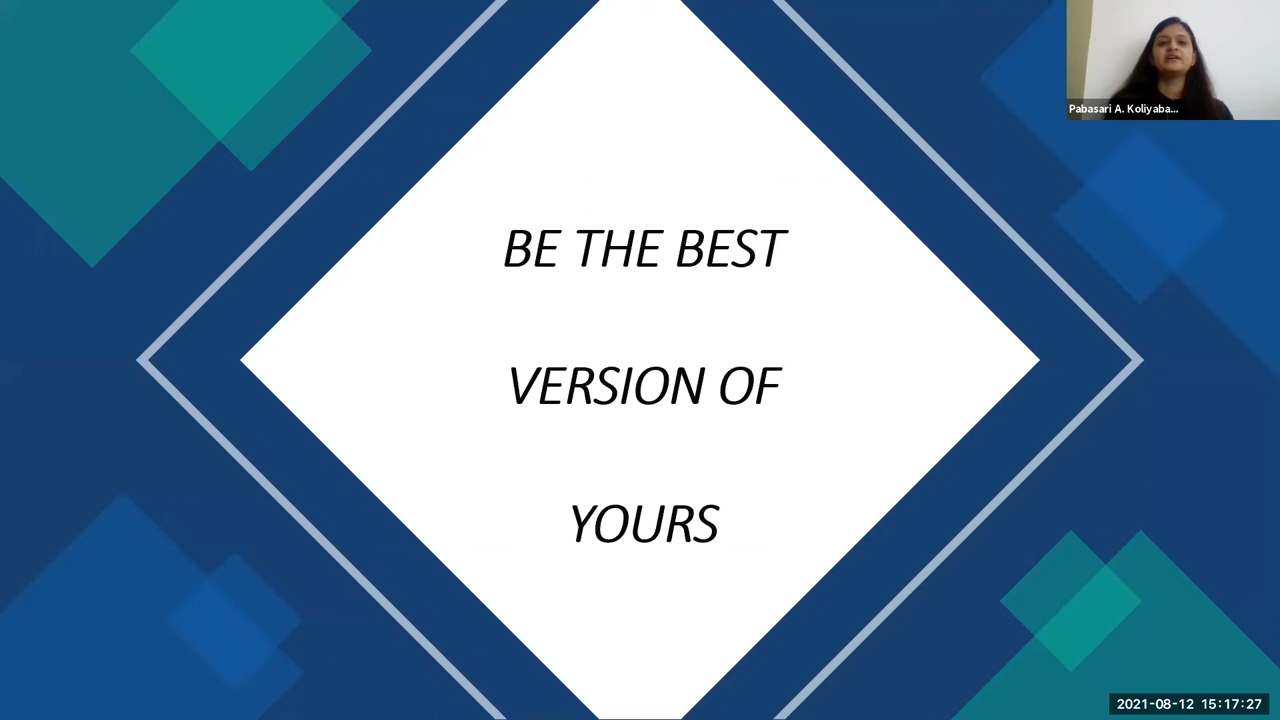 Pabasari A. Koliyaba...
BE THE BEST
VERSION OF
YOURS
2021-08-12 15:17:27